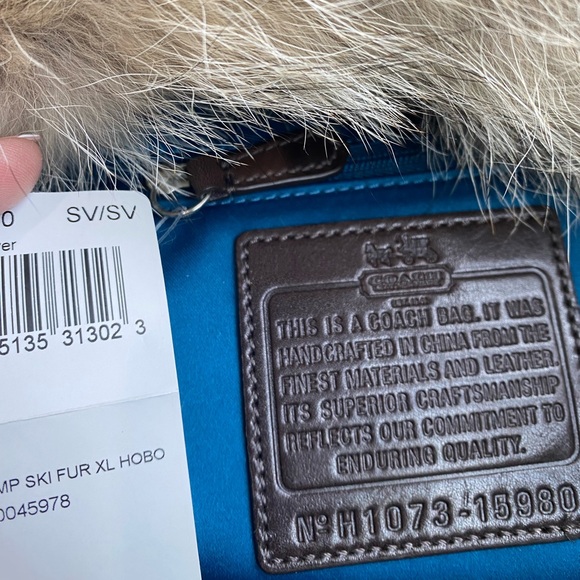 0 SV/SV
er
5135 31302 3
MP SKI FUR XL HOBO
0045978
COACH
THIS IS A COACH BAG. IT WAS
HANDCRAFTED IN CHINA FROM THE
FINEST MATERIALS AND LEATHER.
ITS SUPERIOR CRAFTSMANSHIP
REFLECTS OUR COMMITMENT TO
ENDURING QUALITY.
Nº H1073-15980